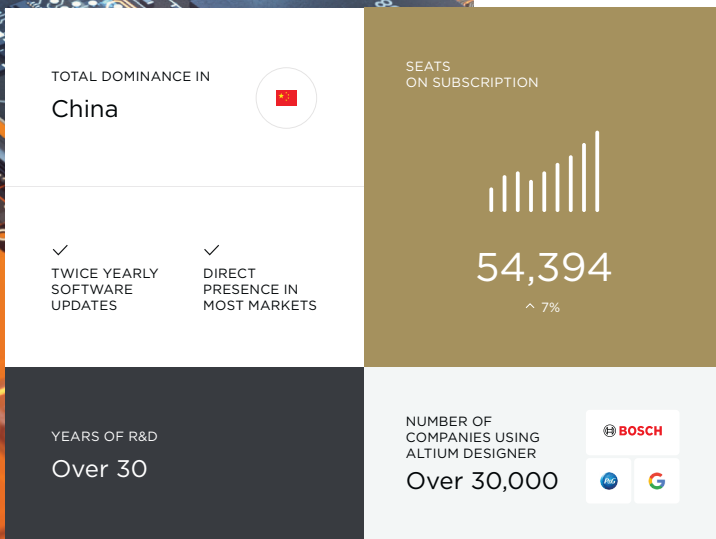 TOTAL DOMINANCE IN
China
SEATS
ON SUBSCRIPTION
54,394
7%
TWICE YEARLY
SOFTWARE
UPDATES
DIRECT
PRESENCE IN
MOST MARKETS
YEARS OF R&D
Over 30
NUMBER OF
COMPANIES USING
ALTIUM DESIGNER
Over 30,000
BOSCH
P&G
G